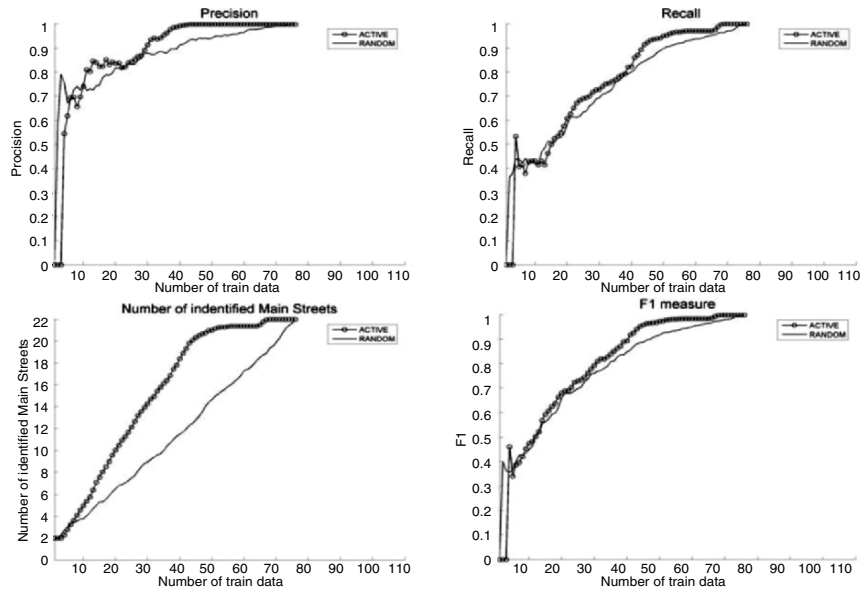 Precision
ACTIVE
RANDOM
1
0.9
0.8
0.7
0.6
0.5
0.4
0.3
0.2
0.1
0
Procision
10 20 30 40 50 60 70 80 90 100 110
Number of train data
Recall
ACTIVE
RANDOM
1
0.9
0.8
0.7
0.6
0.5
0.4
0.3
0.2
0.1
0
Recall
10 20 30 40 50 60 70 80 90 100 110
Number of train data
Number of indentified Main Streets
ACTIVE
RANDOM
22
20
18
16
14
12
10
8
6
4
2
0
Number of identified Main Streets
10 20 30 40 50 60 70 80 90 100 110
Number of train data
F1 measure
ACTIVE
RANDOM
1
0.9
0.8
0.7
0.6
0.5
0.4
0.3
0.2
0.1
0
F1
10 20 30 40 50 60 70 80 90 100 110
Number of train data